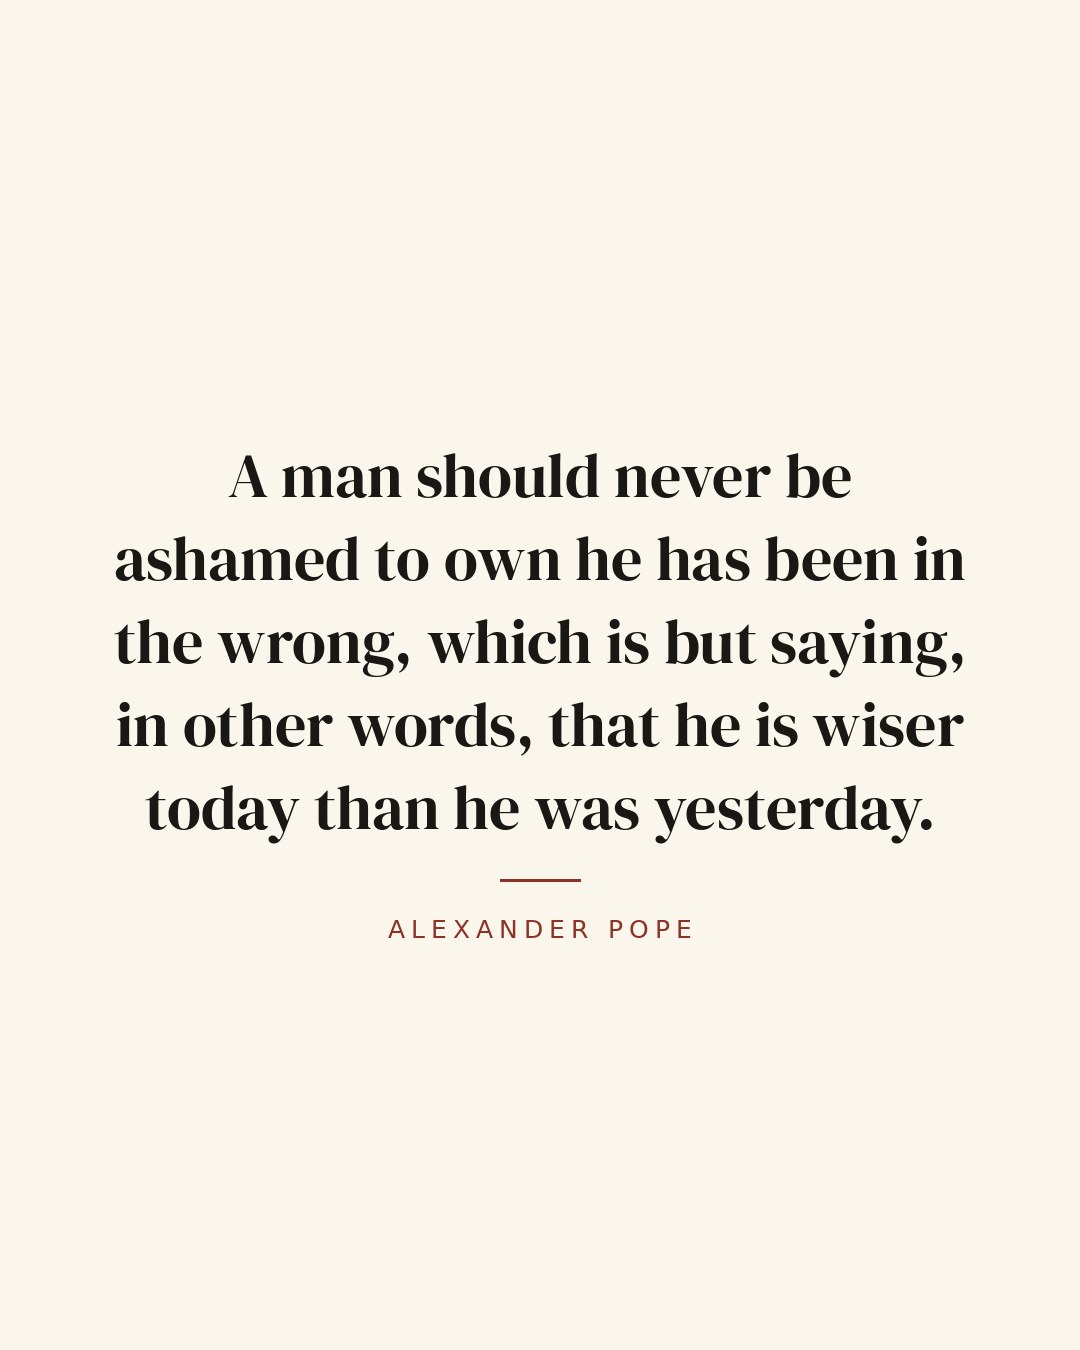 A man should never be
ashamed to own he has been in
the wrong, which is but saying,
in other words, that he is wiser
today than he was yesterday.
ALEXANDER POPE